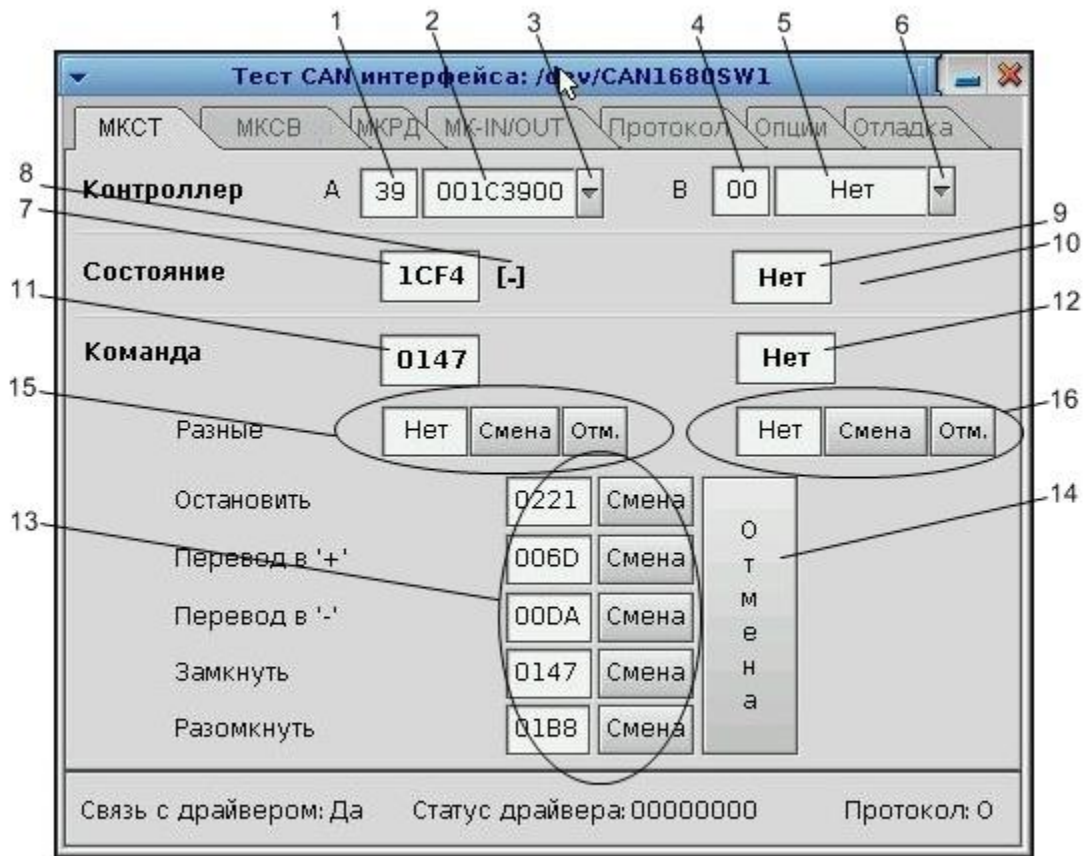 1 2 3 4 5 6
Тест CAN интерфейса: /dev/CAN1680SW1
МКСТ МКСВ МКРД МК-IN/OUT Протокол Опции Отладка
8
Контроллер A 39 001C3900 B 00 Нет
7
9
10
Состояние 1CF4 [-] Нет
11
12
Команда 0147 Нет
15
16
Разные Нет Смена Отм. Нет Смена Отм.
Остановить 0221 Смена
14
13
Перевод в '+' 006D Смена
Перевод в '-' 00DA Смена
Замкнуть 0147 Смена
Разомкнуть 01B8 Смена
Отмена
Связь с драйвером: Да Статус драйвера: 00000000 Протокол: 0